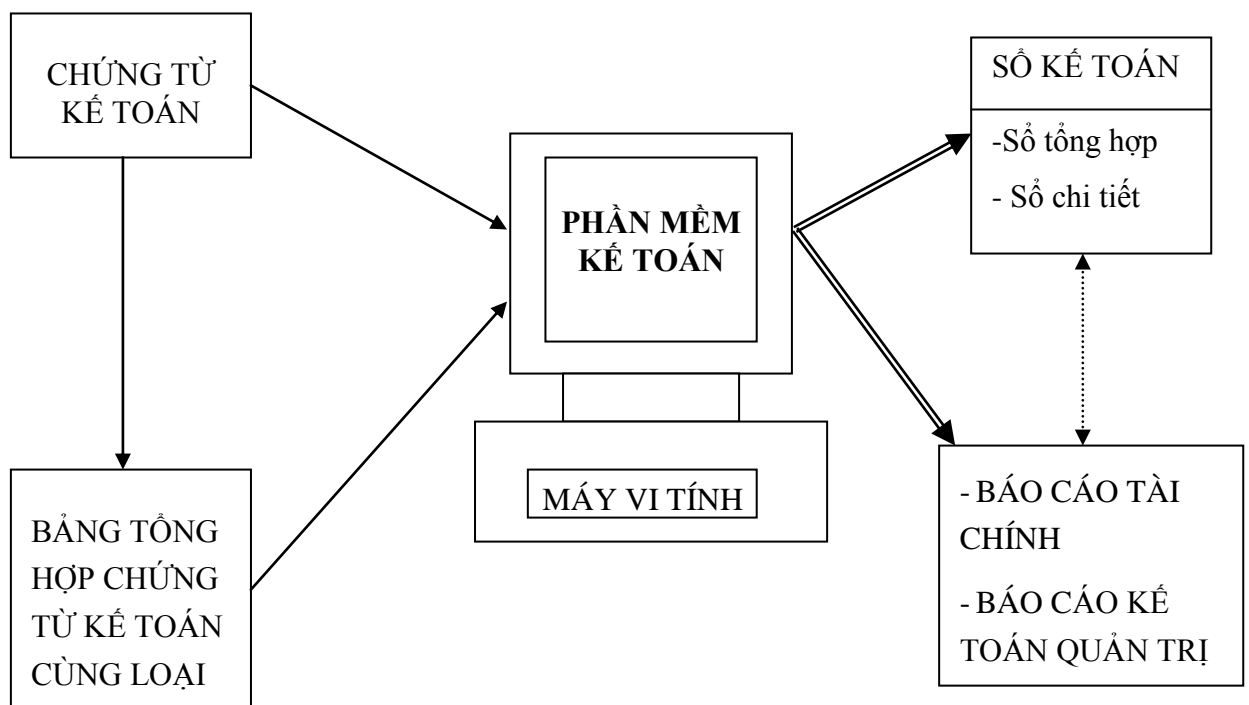 CHỨNG TỪ
KẾ TOÁN
SỔ KẾ TOÁN
-Sổ tổng hợp
- Sổ chi tiết
PHẦN MỀM
KẾ TOÁN
MÁY VI TÍNH
BẢNG TỔNG
HỢP CHỨNG
TỪ KẾ TOÁN
CÙNG LOẠI
- BÁO CÁO TÀI
CHÍNH
- BÁO CÁO KẾ
TOÁN QUẢN TRỊ